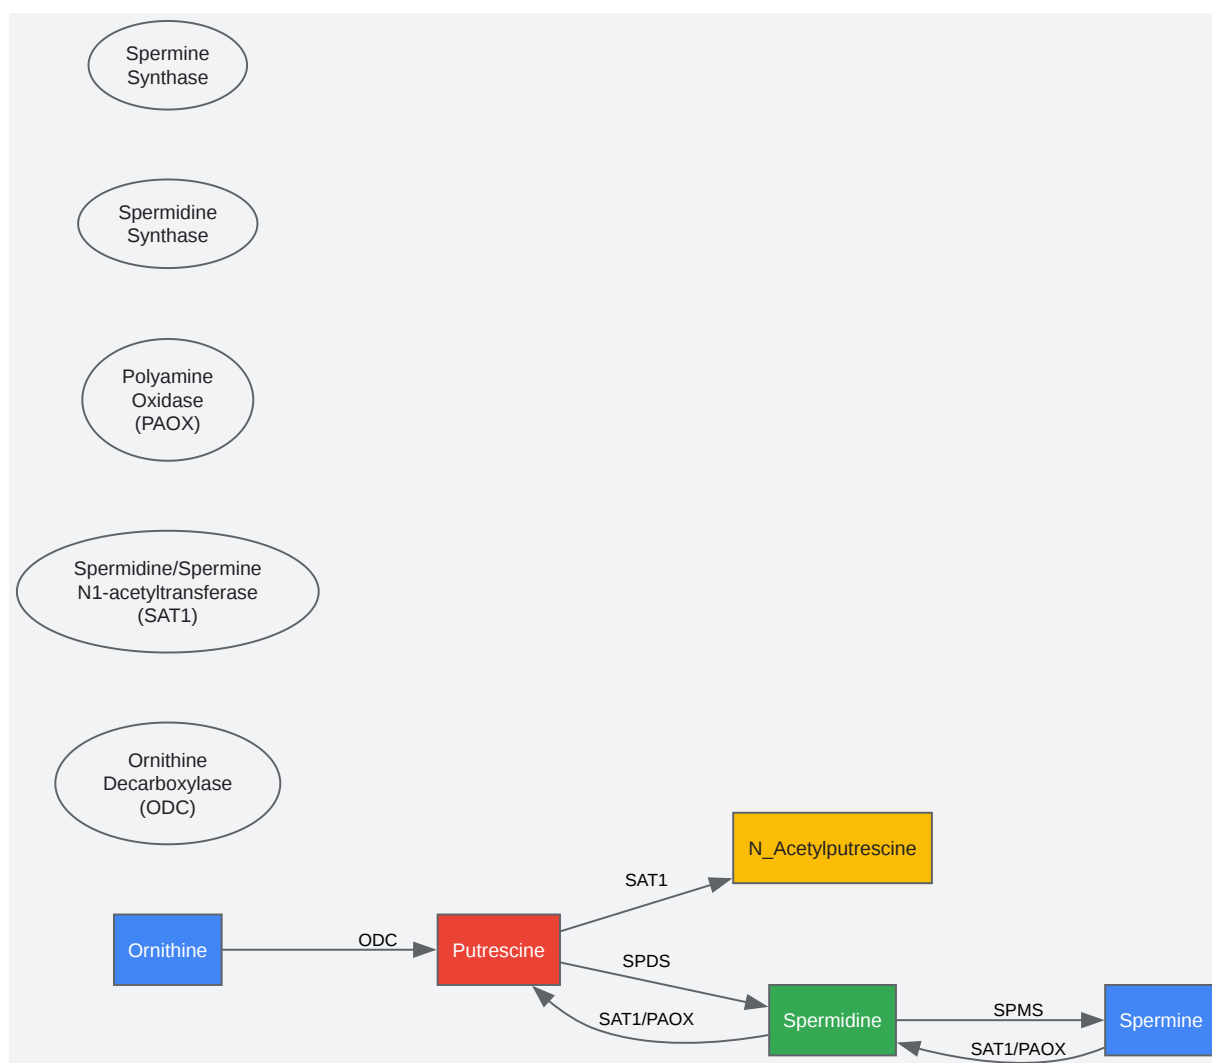 Spermine
Synthase
Spermidine
Synthase
Polyamine
Oxidase
(PAOX)
Spermidine/Spermine
N1-acetyltransferase
(SAT1)
Ornithine
Decarboxylase
(ODC)
N_Acetylputrescine
SAT1
Ornithine
ODC
Putrescine
SPDS
SAT1/PAOX
Spermidine
SPMS
Spermine
SAT1/PAOX